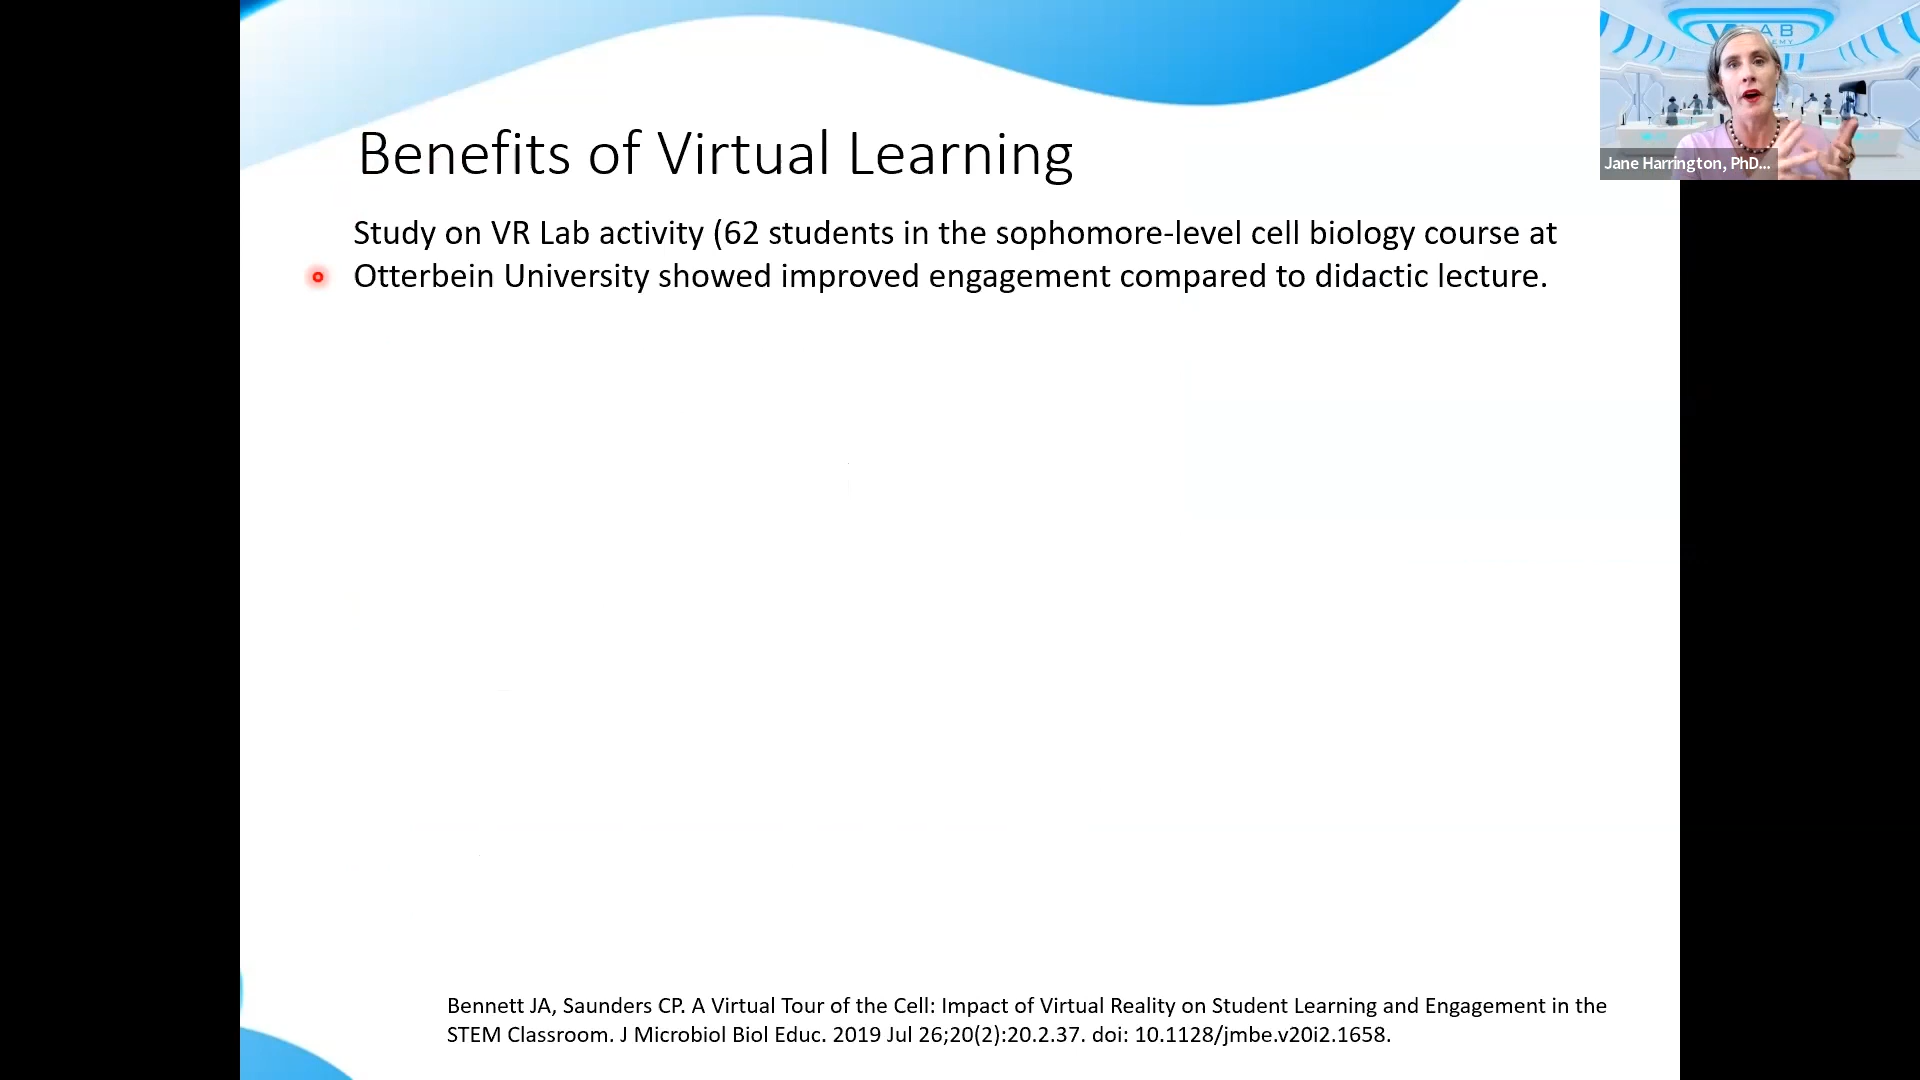 Benefits of Virtual Learning
Study on VR Lab activity (62 students in the sophomore-level cell biology course at
Otterbein University showed improved engagement compared to didactic lecture.
LAB
Jane Harrington, PhD...
Bennett JA, Saunders CP. A Virtual Tour of the Cell: Impact of Virtual Reality on Student Learning and Engagement in the
STEM Classroom. J Microbiol Biol Educ. 2019 Jul 26;20(2):20.2.37. doi: 10.1128/jmbe.v20i2.1658.